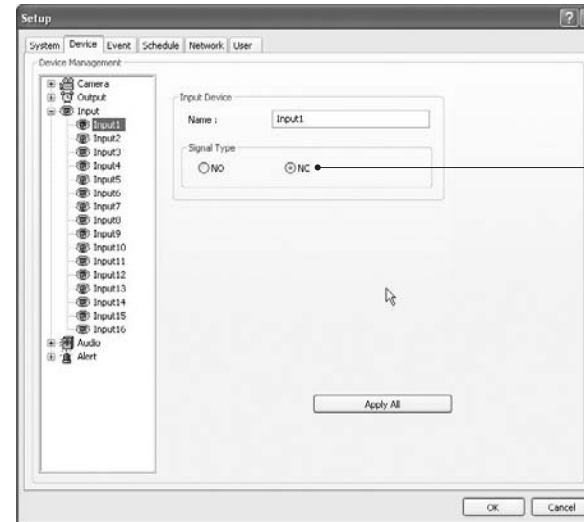 Setup
?
System Device Event Schedule Network User
Device Management
Camera
Output
Input
Input1
Input2
Input3
Input4
Input5
Input6
Input7
Input8
Input9
Input10
Input11
Input12
Input13
Input14
Input15
Input16
Audio
Alert
Input Device
Name :
Input1
Signal Type
NO
NC
Apply All
OK
Cancel